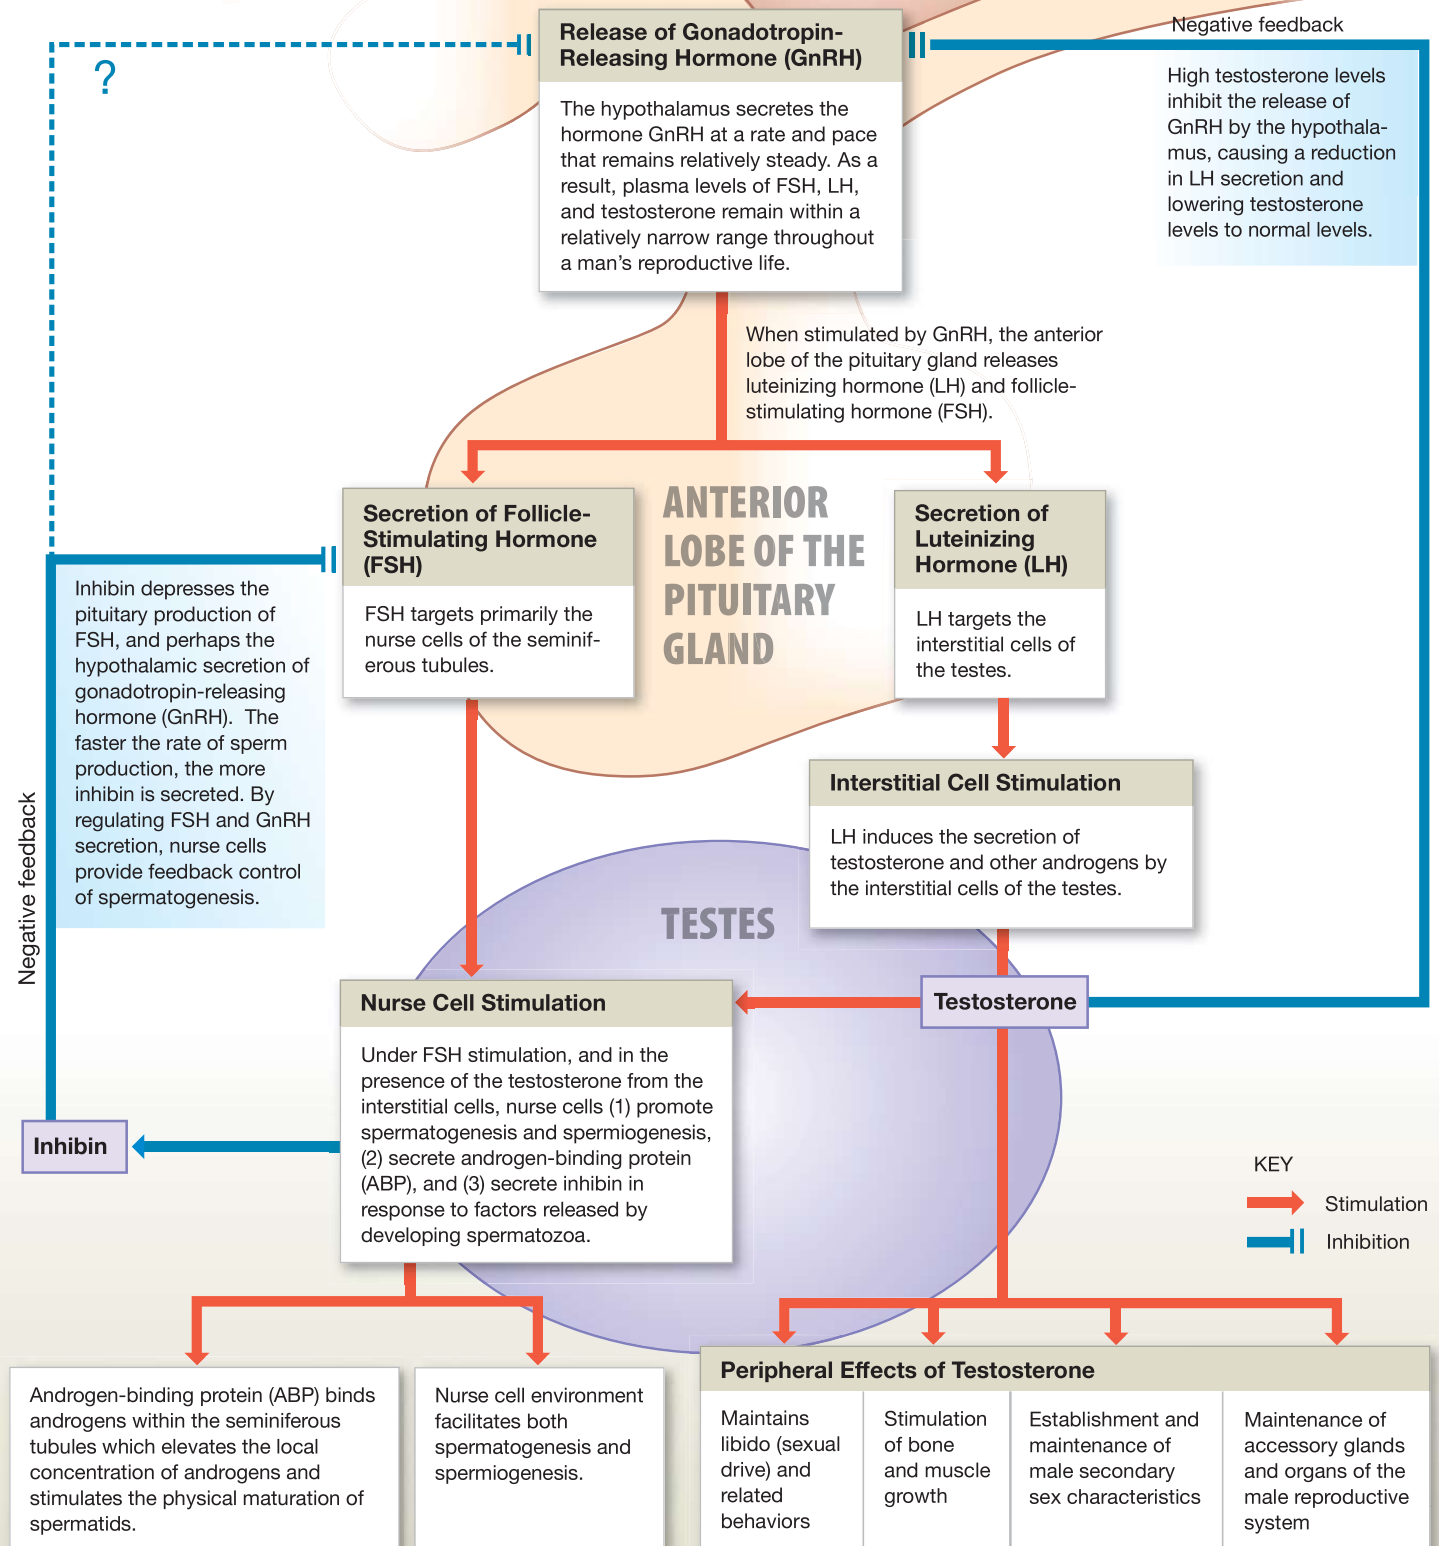 Release of Gonadotropin-
Releasing Hormone (GnRH)
The hypothalamus secretes the
hormone GnRH at a rate and pace
that remains relatively steady. As a
result, plasma levels of FSH, LH,
and testosterone remain within a
relatively narrow range throughout
a man's reproductive life.
Negative feedback
High testosterone levels
inhibit the release of
GnRH by the hypothala-
mus, causing a reduction
in LH secretion and
lowering testosterone
levels to normal levels.
?
When stimulated by GnRH, the anterior
lobe of the pituitary gland releases
luteinizing hormone (LH) and follicle-
stimulating hormone (FSH).
ANTERIOR
LOBE OF THE
PITUITARY
GLAND
Secretion of Follicle-
Stimulating Hormone
(FSH)
FSH targets primarily the
nurse cells of the seminif-
erous tubules.
Secretion of
Luteinizing
Hormone (LH)
LH targets the
interstitial cells of
the testes.
Inhibin depresses the
pituitary production of
FSH, and perhaps the
hypothalamic secretion of
gonadotropin-releasing
hormone (GnRH). The
faster the rate of sperm
production, the more
inhibin is secreted. By
regulating FSH and GnRH
secretion, nurse cells
provide feedback control
of spermatogenesis.
Negative feedback
Interstitial Cell Stimulation
LH induces the secretion of
testosterone and other androgens by
the interstitial cells of the testes.
TESTES
Testosterone
Nurse Cell Stimulation
Under FSH stimulation, and in the
presence of the testosterone from the
interstitial cells, nurse cells (1) promote
spermatogenesis and spermiogenesis,
(2) secrete androgen-binding protein
(ABP), and (3) secrete inhibin in
response to factors released by
developing spermatozoa.
Inhibin
KEY
Stimulation
Inhibition
Androgen-binding protein (ABP) binds
androgens within the seminiferous
tubules which elevates the local
concentration of androgens and
stimulates the physical maturation of
spermatids.
Nurse cell environment
facilitates both
spermatogenesis and
spermiogenesis.
Peripheral Effects of Testosterone
Maintains
libido (sexual
drive) and
related
behaviors
Stimulation
of bone
and muscle
growth
Establishment and
maintenance of
male secondary
sex characteristics
Maintenance of
accessory glands
and organs of the
male reproductive
system